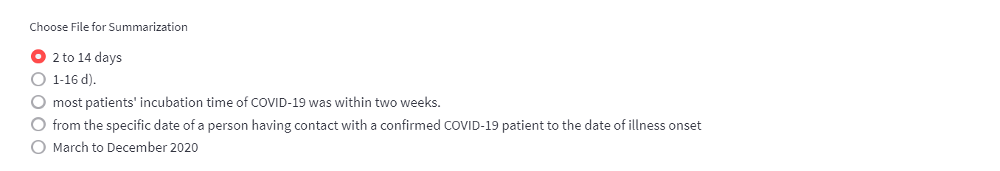 Choose File for Summarization
2 to 14 days
1-16 d).
most patients' incubation time of COVID-19 was within two weeks.
from the specific date of a person having contact with a confirmed COVID-19 patient to the date of illness onset
March to December 2020